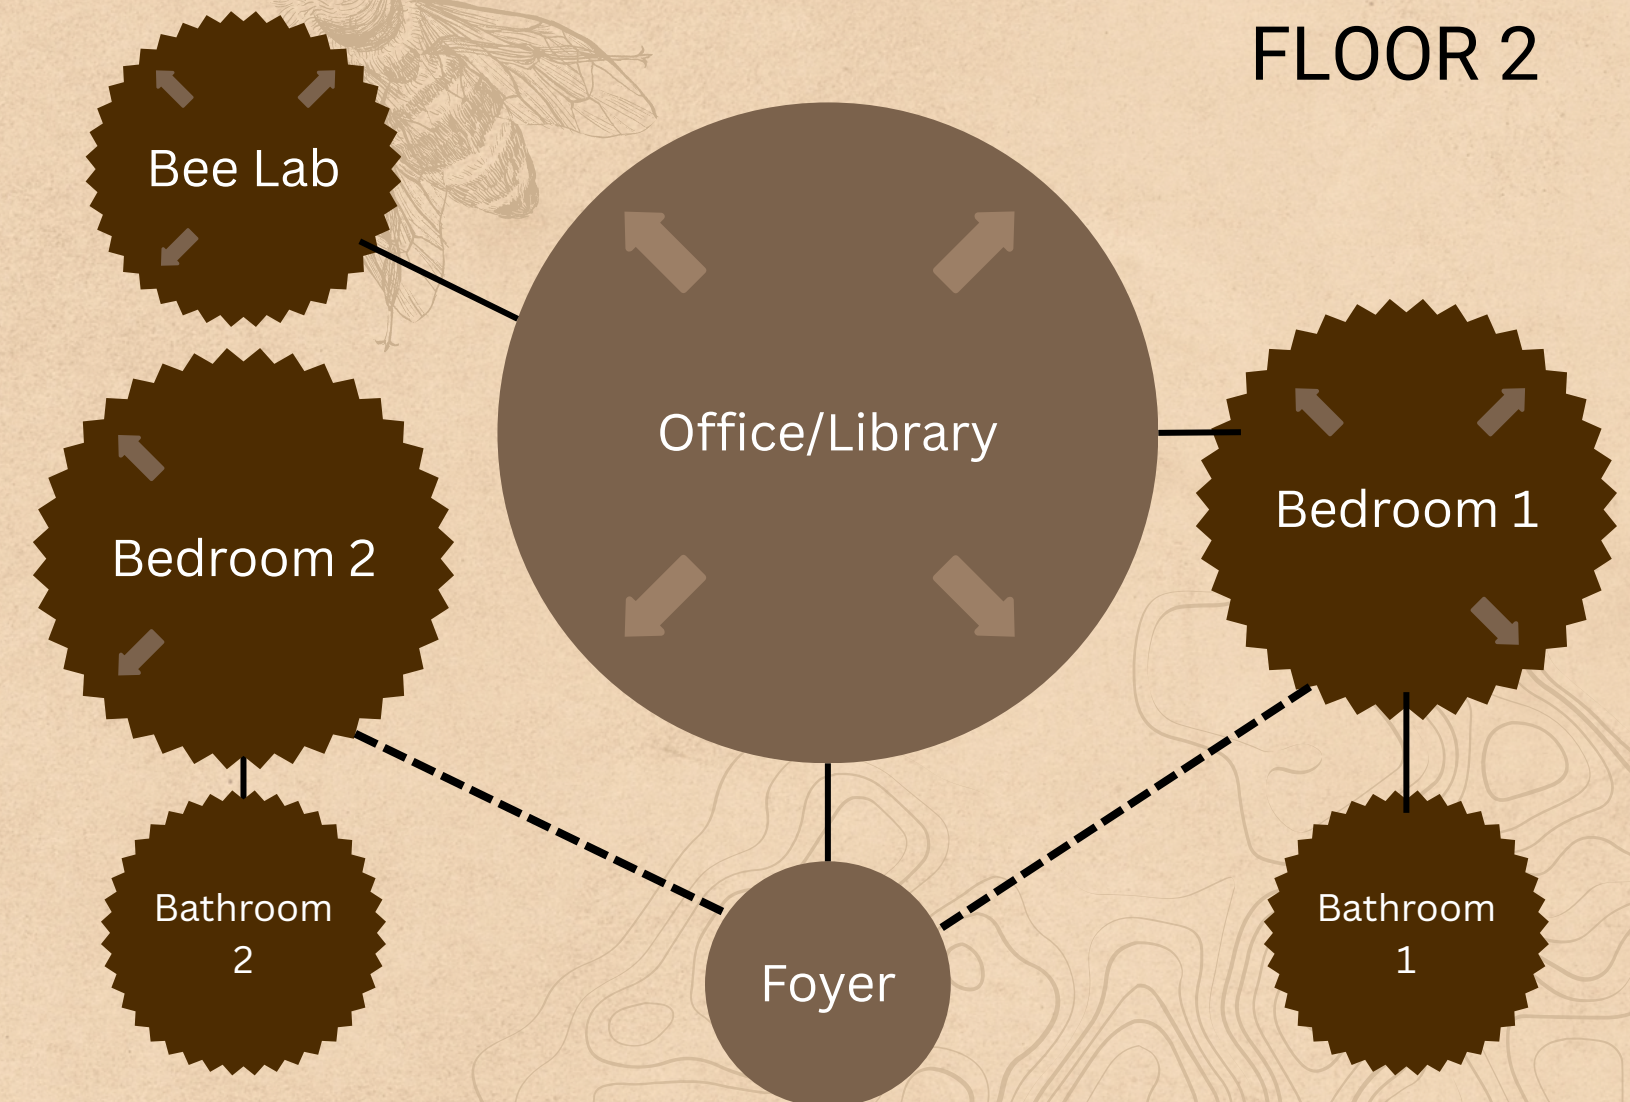 FLOOR 2
Bee Lab
Office/Library
Bedroom 1
Bedroom 2
Bathroom
2
Bathroom
1
Foyer